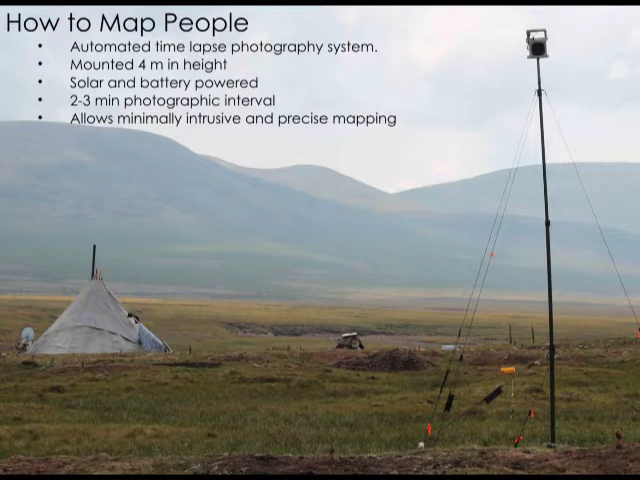 How to Map People
• Automated time lapse photography system.
• Mounted 4 m in height
• Solar and battery powered
• 2-3 min photographic interval
• Allows minimally intrusive and precise mapping